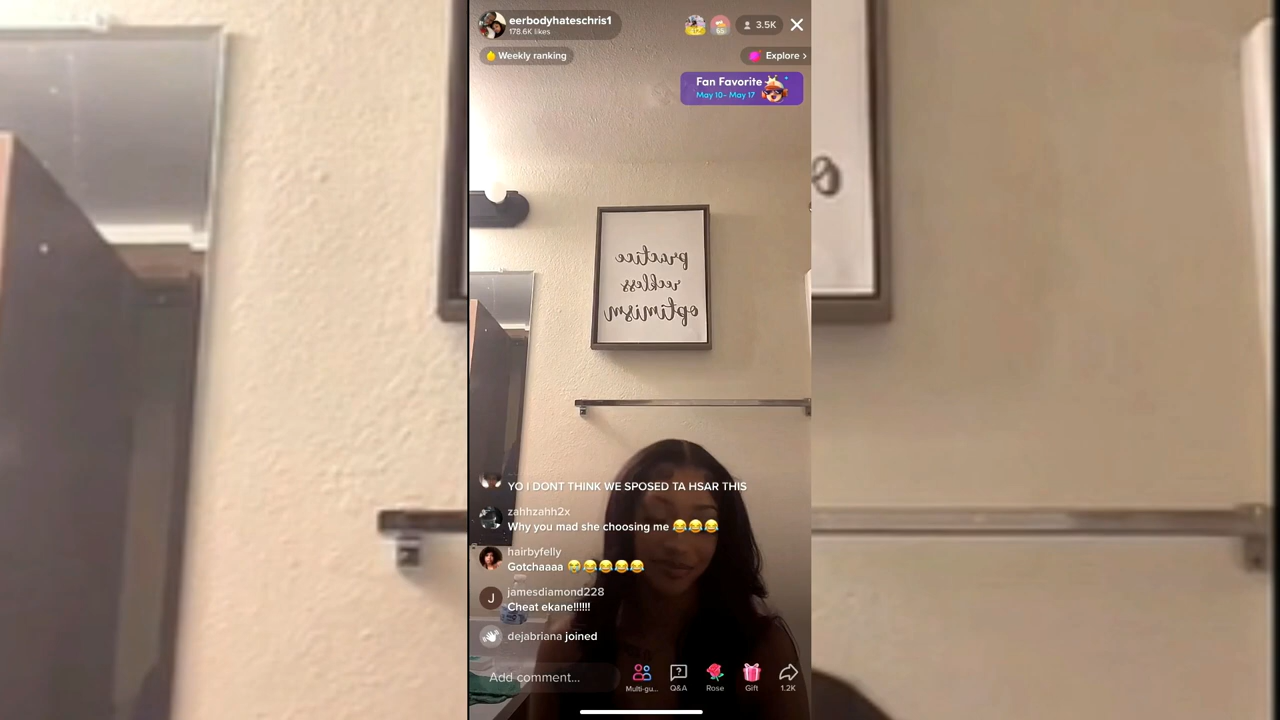 eerbodyhateschris1
178.6K likes
3.5K
Weekly ranking
Explore
Fan Favorite
May 10- May 17
practice
reckless
optimism
YO I DONT THINK WE SPOSED TA HSAR THIS
zahhzahh2x
Why you mad she choosing me 😂😂😂
hairbyfelly
Gotchaaaa 😭😂😂😂😂
J
jamesdiamond228
Cheat ekane!!!!!!
dejabriana joined
Add comment...
Multi-gu...
Q&A
Rose
Gift
1.2K